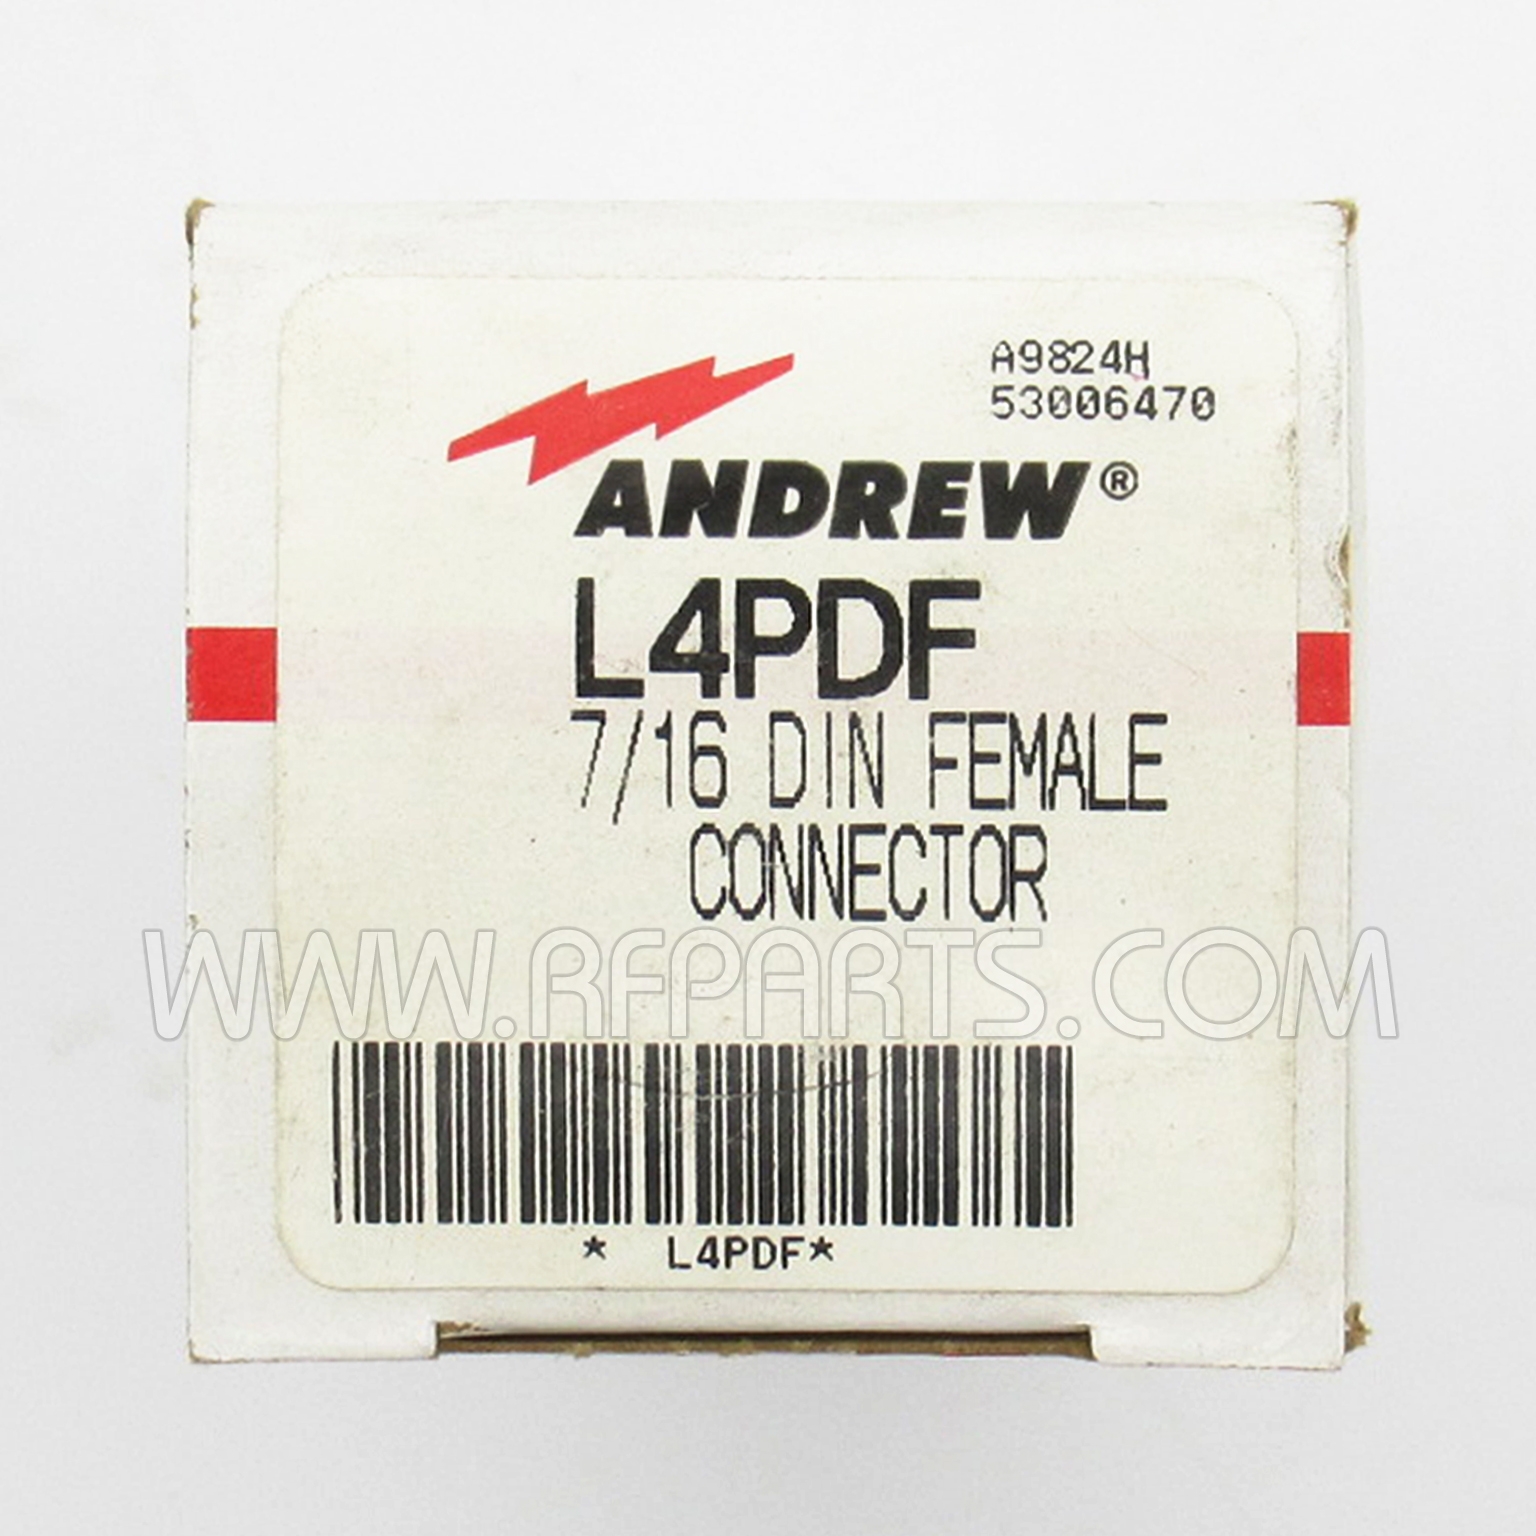 A9824H
53006470
ANDREW®
L4PDF
7/16 DIN FEMALE
CONNECTOR
WWW.RFPARTS.COM
* L4PDF*